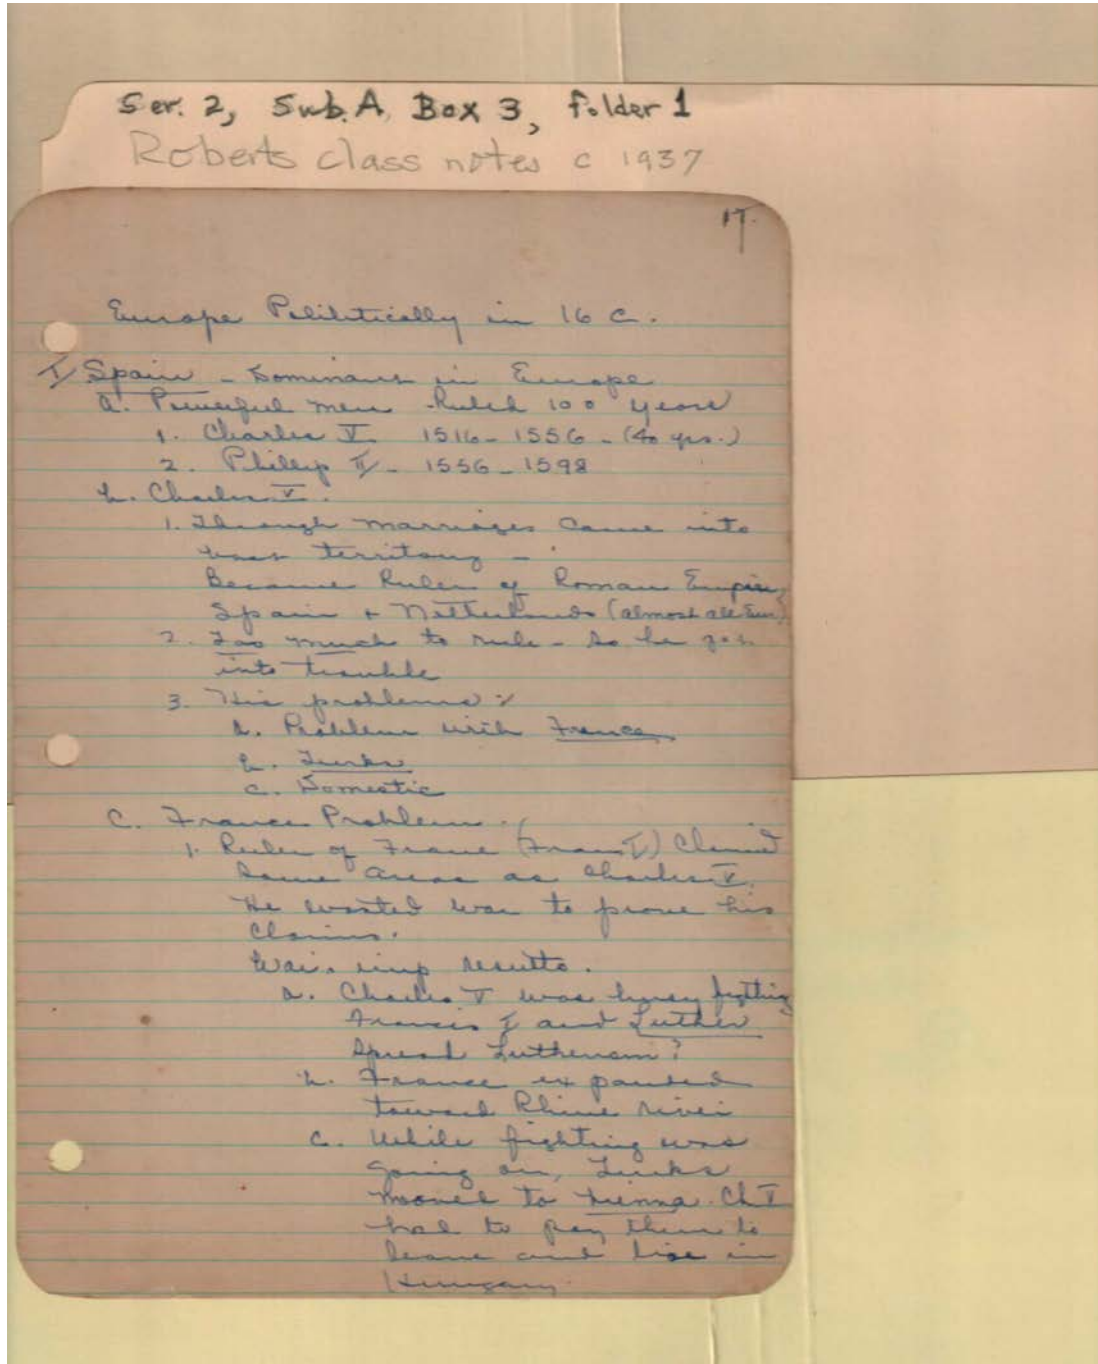 Ser. 2, Sub. A, Box 3, folder 1
Roberts class notes c 1937
17.
Europe Polibitically in 16 C.
I Spain - Dominant in Europe
a. Powerful men - Ruled 100 years
1. Charles V 1516-1556 - (40 yrs.)
2. Phillip II - 1556-1598
b. Charles V.
1. Through marriages came into
vast territory -
Became Ruler of Roman Empire,
Spain + Netherlands (almost all Eur)
2. Too much to rule - so he got
into trouble
3. His problems:
a. Problem with France
b. Turks
c. Domestic
C. France Problem.
1. Ruler of France (Fran I) Claimed
some areas as Charles V.
He wanted war to prove his
claims.
War. imp results.
a. Charles V was busy fighting
Francis I and Luther
spread Lutheranism?
b. France expanded
toward Rhine river
c. While fighting was
going on, Turks
moved to Vienna. Ch V
had to pay them to
leave and live in
Hungary.